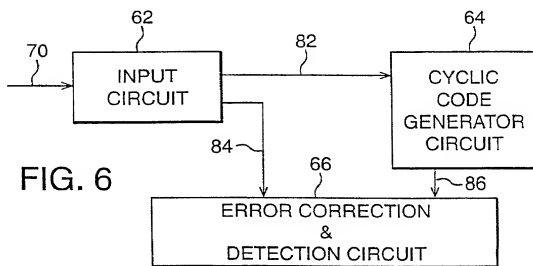 62
64
70
82
INPUT
CIRCUIT
CYCLIC
CODE
GENERATOR
CIRCUIT
84
66
86
FIG. 6
ERROR CORRECTION
&
DETECTION CIRCUIT